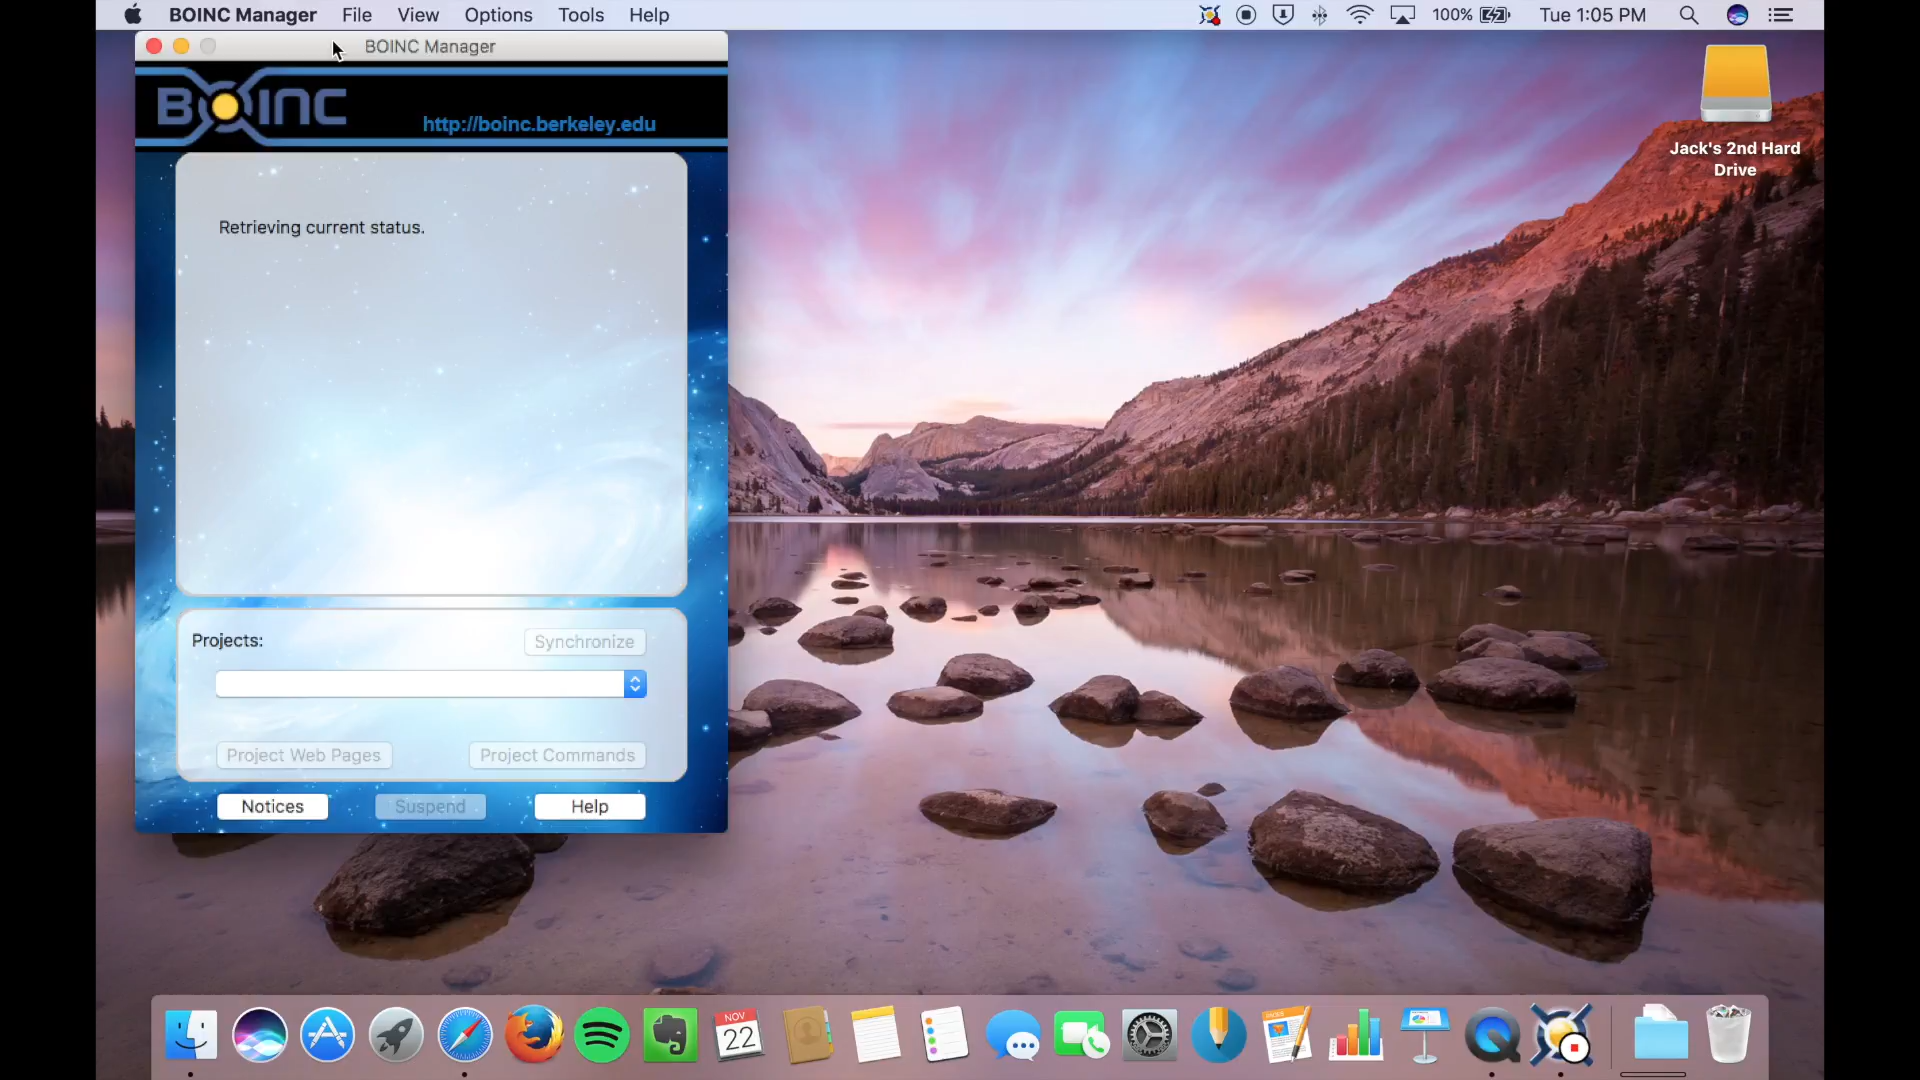 BOINC Manager File View Options Tools Help 100% Tue 1:05 PM
BOINC Manager
BOINC
http://boinc.berkeley.edu
Jack's 2nd Hard
Drive
Retrieving current status.
Projects:
Synchronize
Project Web Pages
Project Commands
Notices
Suspend
Help
NOV
22